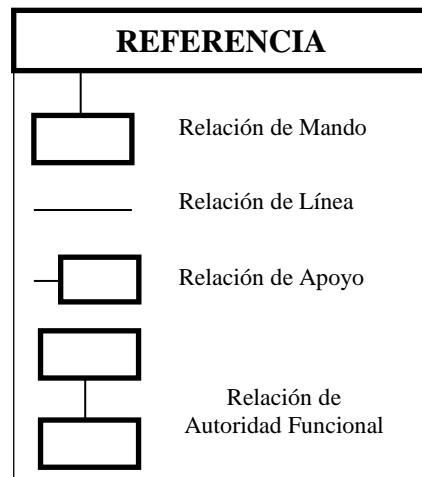 REFERENCIA
Relación de Mando
Relación de Línea
Relación de Apoyo
Relación de
Autoridad Funcional